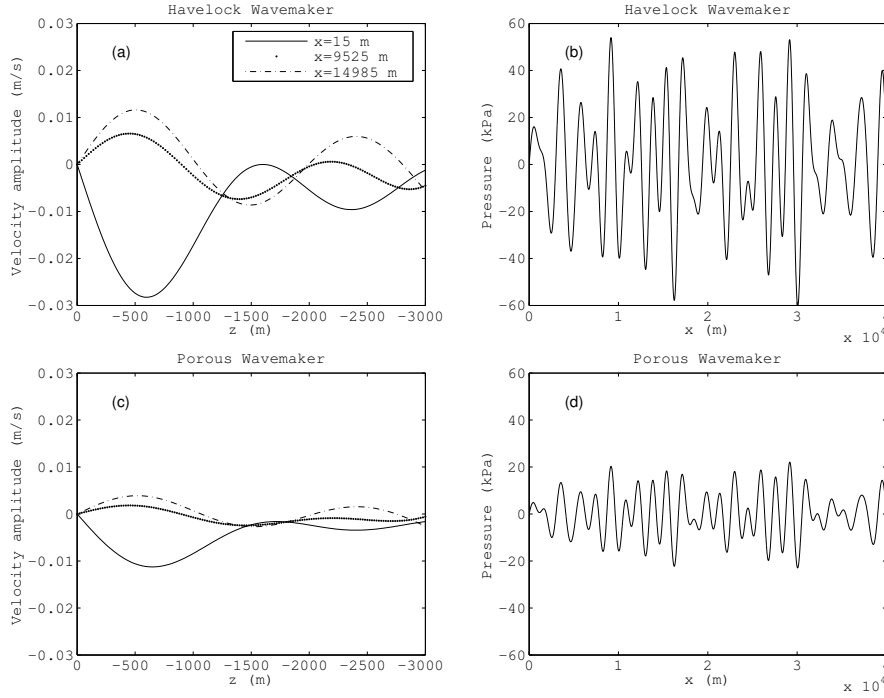 Havelock Wavemaker
0.03
0.02
0.01
0
-0.01
-0.02
-0.03
Velocity amplitude (m/s)
(a)
x=15 m
x=9525 m
x=14985 m
0 -500 -1000 -1500 -2000 -2500 -3000
z (m)
Havelock Wavemaker
60
40
20
0
-20
-40
-60
Pressure (kPa)
(b)
0 1 2 3 4
x (m)
x 10⁴
Porous Wavemaker
0.03
0.02
0.01
0
-0.01
-0.02
-0.03
Velocity amplitude (m/s)
(c)
0 -500 -1000 -1500 -2000 -2500 -3000
z (m)
Porous Wavemaker
60
40
20
0
-20
-40
-60
Pressure (kPa)
(d)
0 1 2 3 4
x (m)
x 10⁴